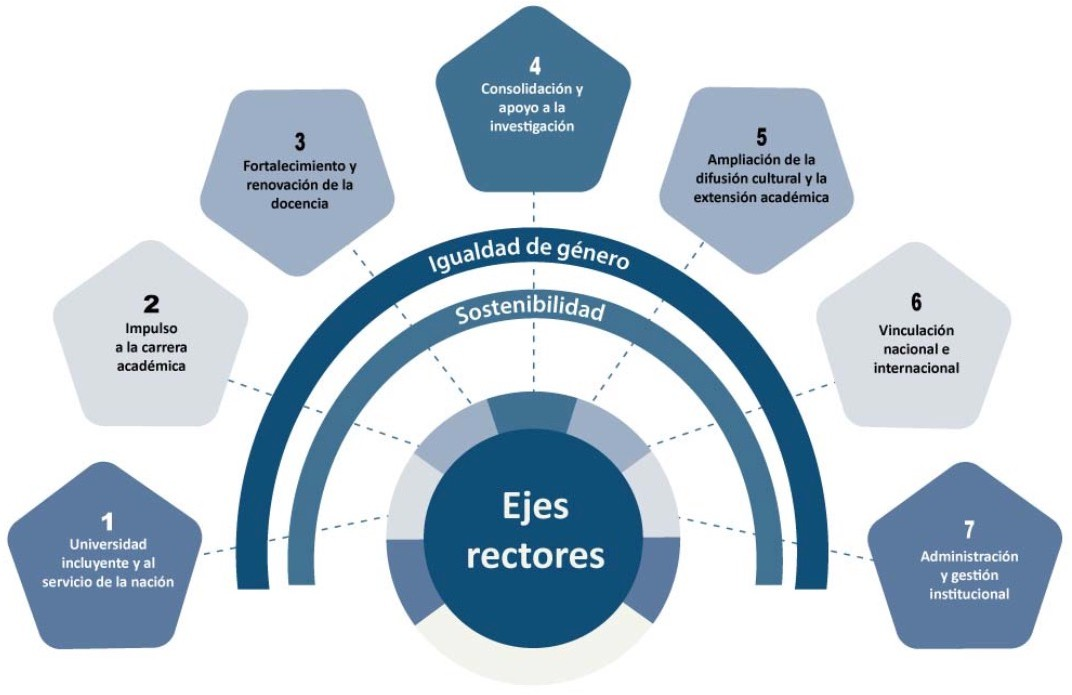 4
Consolidación y
apoyo a la
investigación
3
Fortalecimiento y
renovación de la
docencia
5
Ampliación de la
difusión cultural y la
extensión académica
Igualdad de género
Sostenibilidad
2
Impulso
a la carrera
académica
6
Vinculación
nacional e
internacional
1
Universidad
incluyente y al
servicio de la nación
Ejes
rectores
7
Administración
y gestión
institucional